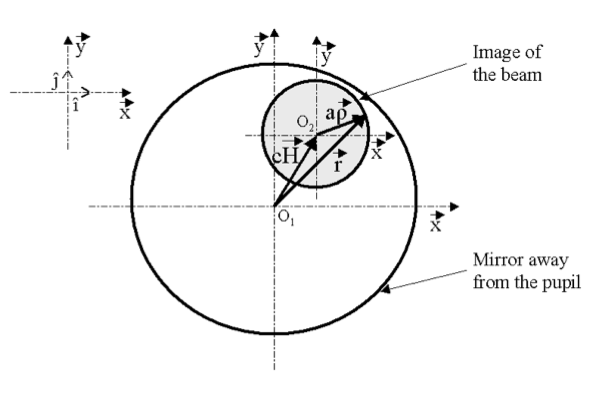 y
ĵ
î
x
y
y
Image of
the beam
O₂
aρ
cH
r
x
O₁
x
Mirror away
from the pupil